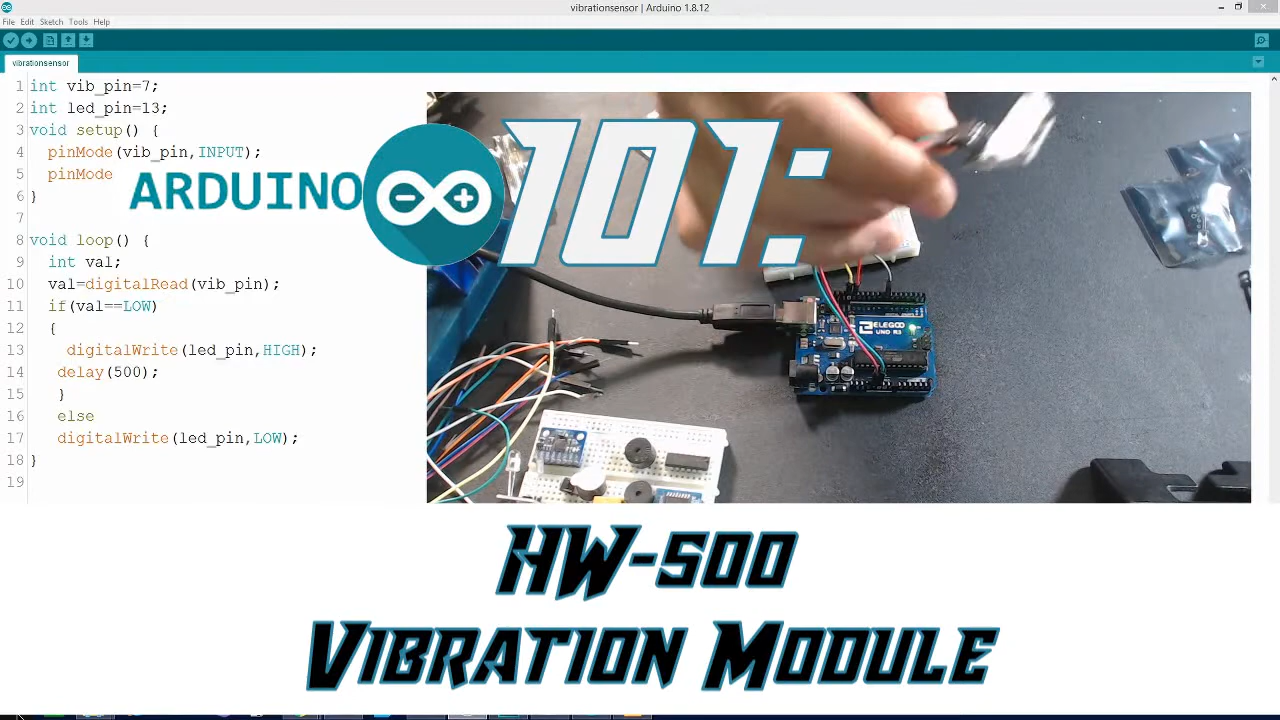 vibrationsensor | Arduino 1.8.12
File Edit Sketch Tools Help
vibrationsensor
1 int vib_pin=7;
2 int led_pin=13;
3 void setup() {
4 pinMode(vib_pin,INPUT);
5 pinMode
6 }
7
8 void loop() {
9 int val;
10 val=digitalRead(vib_pin);
11 if(val==LOW)
12 {
13 digitalWrite(led_pin,HIGH);
14 delay(500);
15 }
16 else
17 digitalWrite(led_pin,LOW);
18 }
19
ARDUINO 101:
ELEGOO
UNO R3
HW-500
Vibration Module